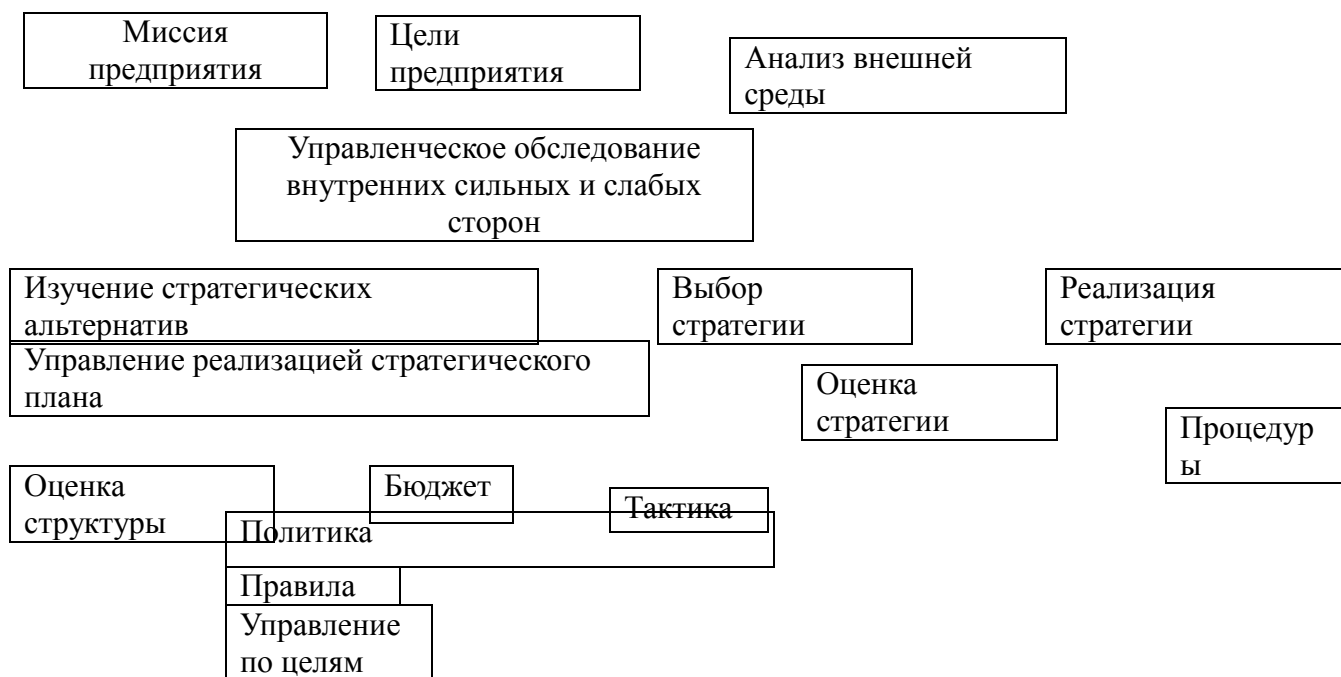 Миссия
предприятия
Цели
предприятия
Анализ внешней
среды
Управленческое обследование
внутренних сильных и слабых
сторон
Изучение стратегических
альтернатив
Выбор
стратегии
Реализация
стратегии
Управление реализацией стратегического
плана
Оценка
стратегии
Процедур
ы
Оценка
структуры
Бюджет
Тактика
Политика
Правила
Управление
по целям